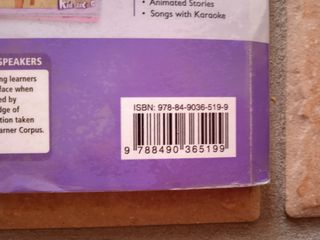 • Animated Stories
• Songs with Karaoke
SPEAKERS
ng learners
face when
ed by
dge of
tion taken
arner Corpus.
ISBN: 978-84-9036-519-9
9 788490 365199